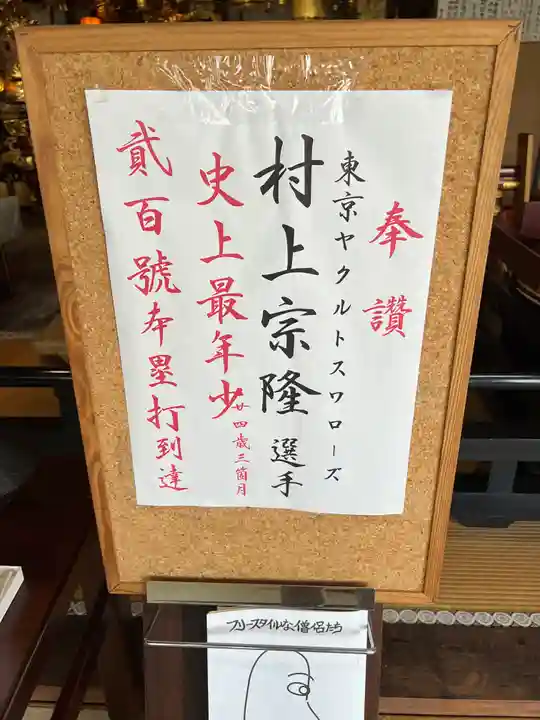 奉讃
東京ヤクルトスワローズ
村上宗隆選手
史上最年少
廿四歳三箇月
貳百號本塁打到達
フリースタイルな僧侶たち